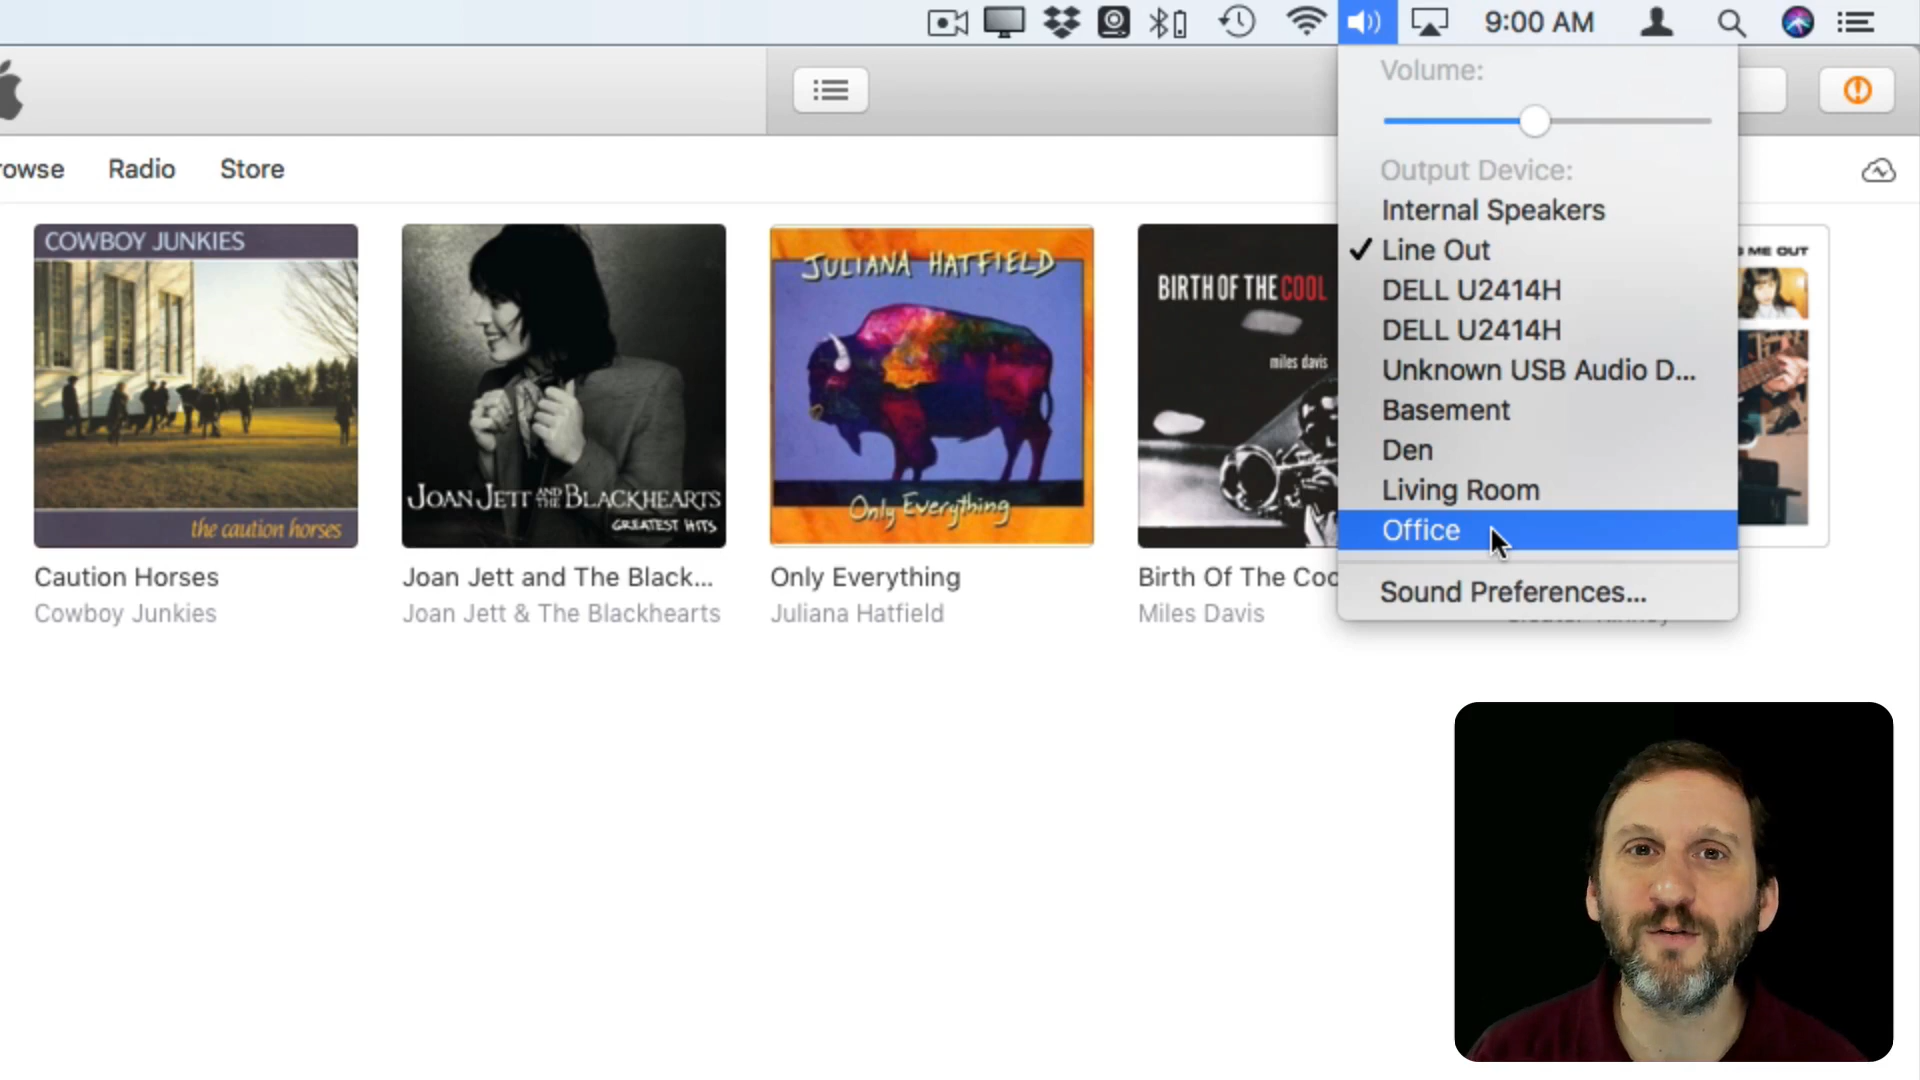 9:00 AM
Volume:
rowse
Radio
Store
Output Device:
Internal Speakers
✓ Line Out
DELL U2414H
DELL U2414H
Unknown USB Audio D...
Basement
Den
Living Room
Office
Sound Preferences...
COWBOY JUNKIES
the caution horses
JOAN JETT AND THE BLACKHEARTS
GREATEST HITS
JULIANA HATFIELD
Only Everything
BIRTH OF THE COOL
miles davis
ME OUT
Caution Horses
Cowboy Junkies
Joan Jett and The Black...
Joan Jett & The Blackhearts
Only Everything
Juliana Hatfield
Birth Of The Coo
Miles Davis